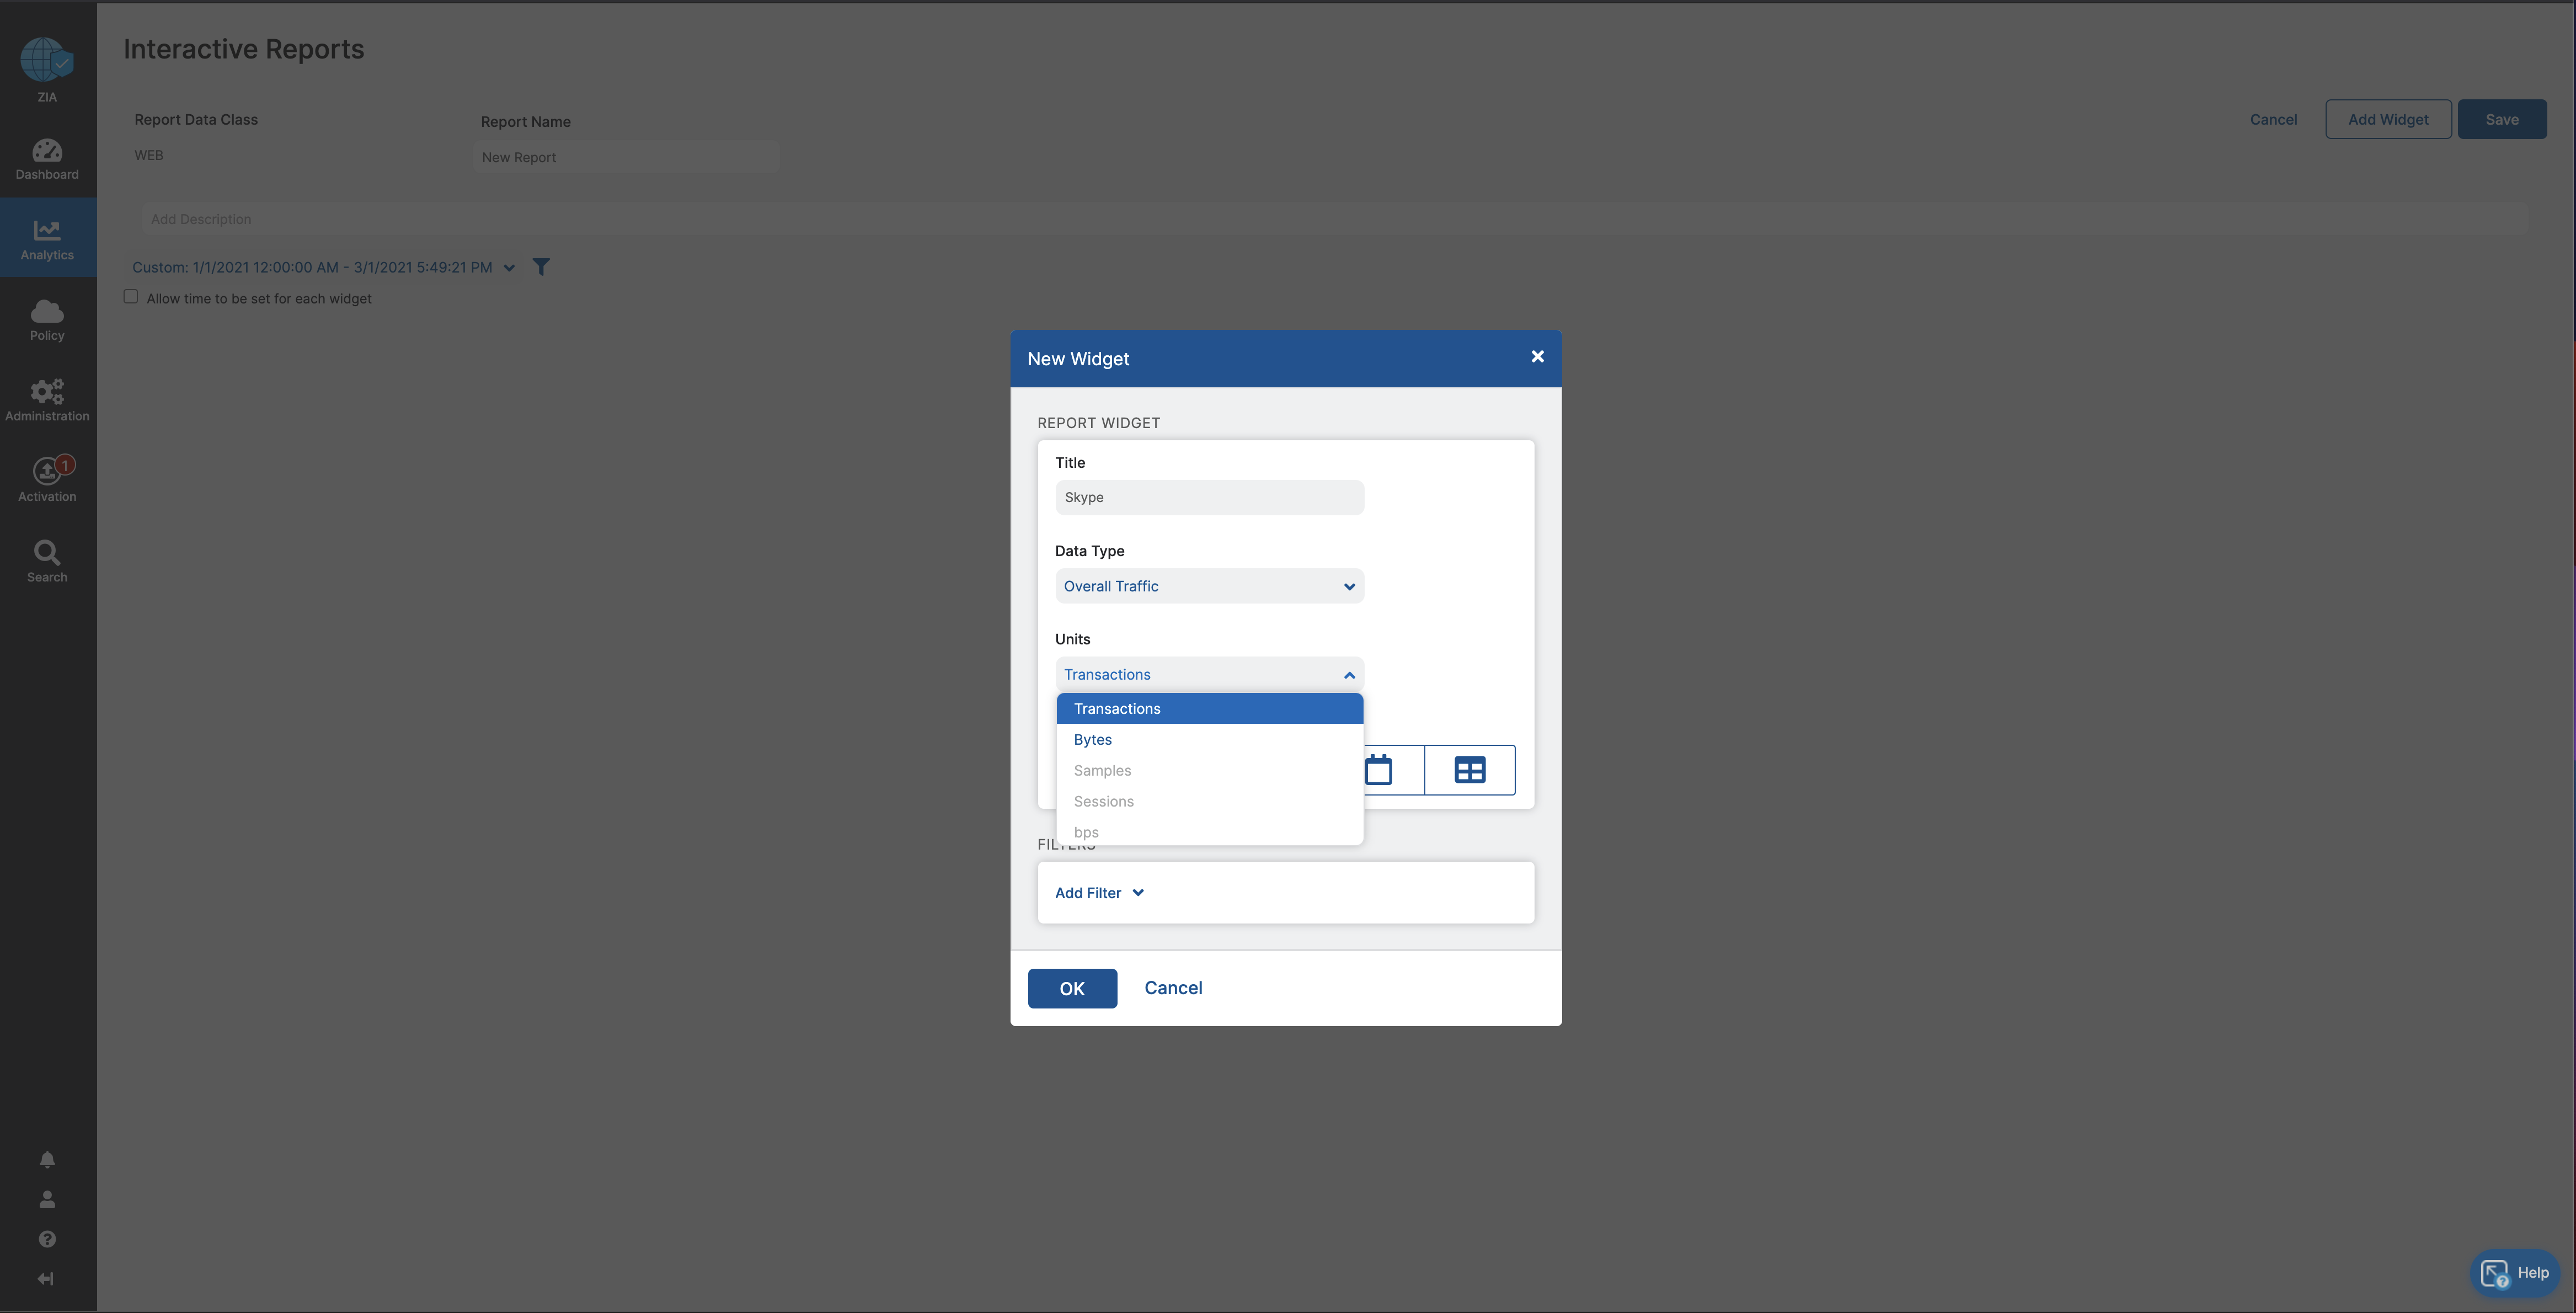 Interactive Reports
ZIA
Dashboard
Analytics
Policy
Administration
1
Activation
Search
Report Data Class
Report Name
WEB
New Report
Cancel
Add Widget
Save
Add Description
Custom: 1/1/2021 12:00:00 AM - 3/1/2021 5:49:21 PM
Allow time to be set for each widget
New Widget
REPORT WIDGET
Title
Skype
Data Type
Overall Traffic
Units
Transactions
Transactions
Bytes
Samples
Sessions
bps
FILTERS
Add Filter
OK
Cancel
Help